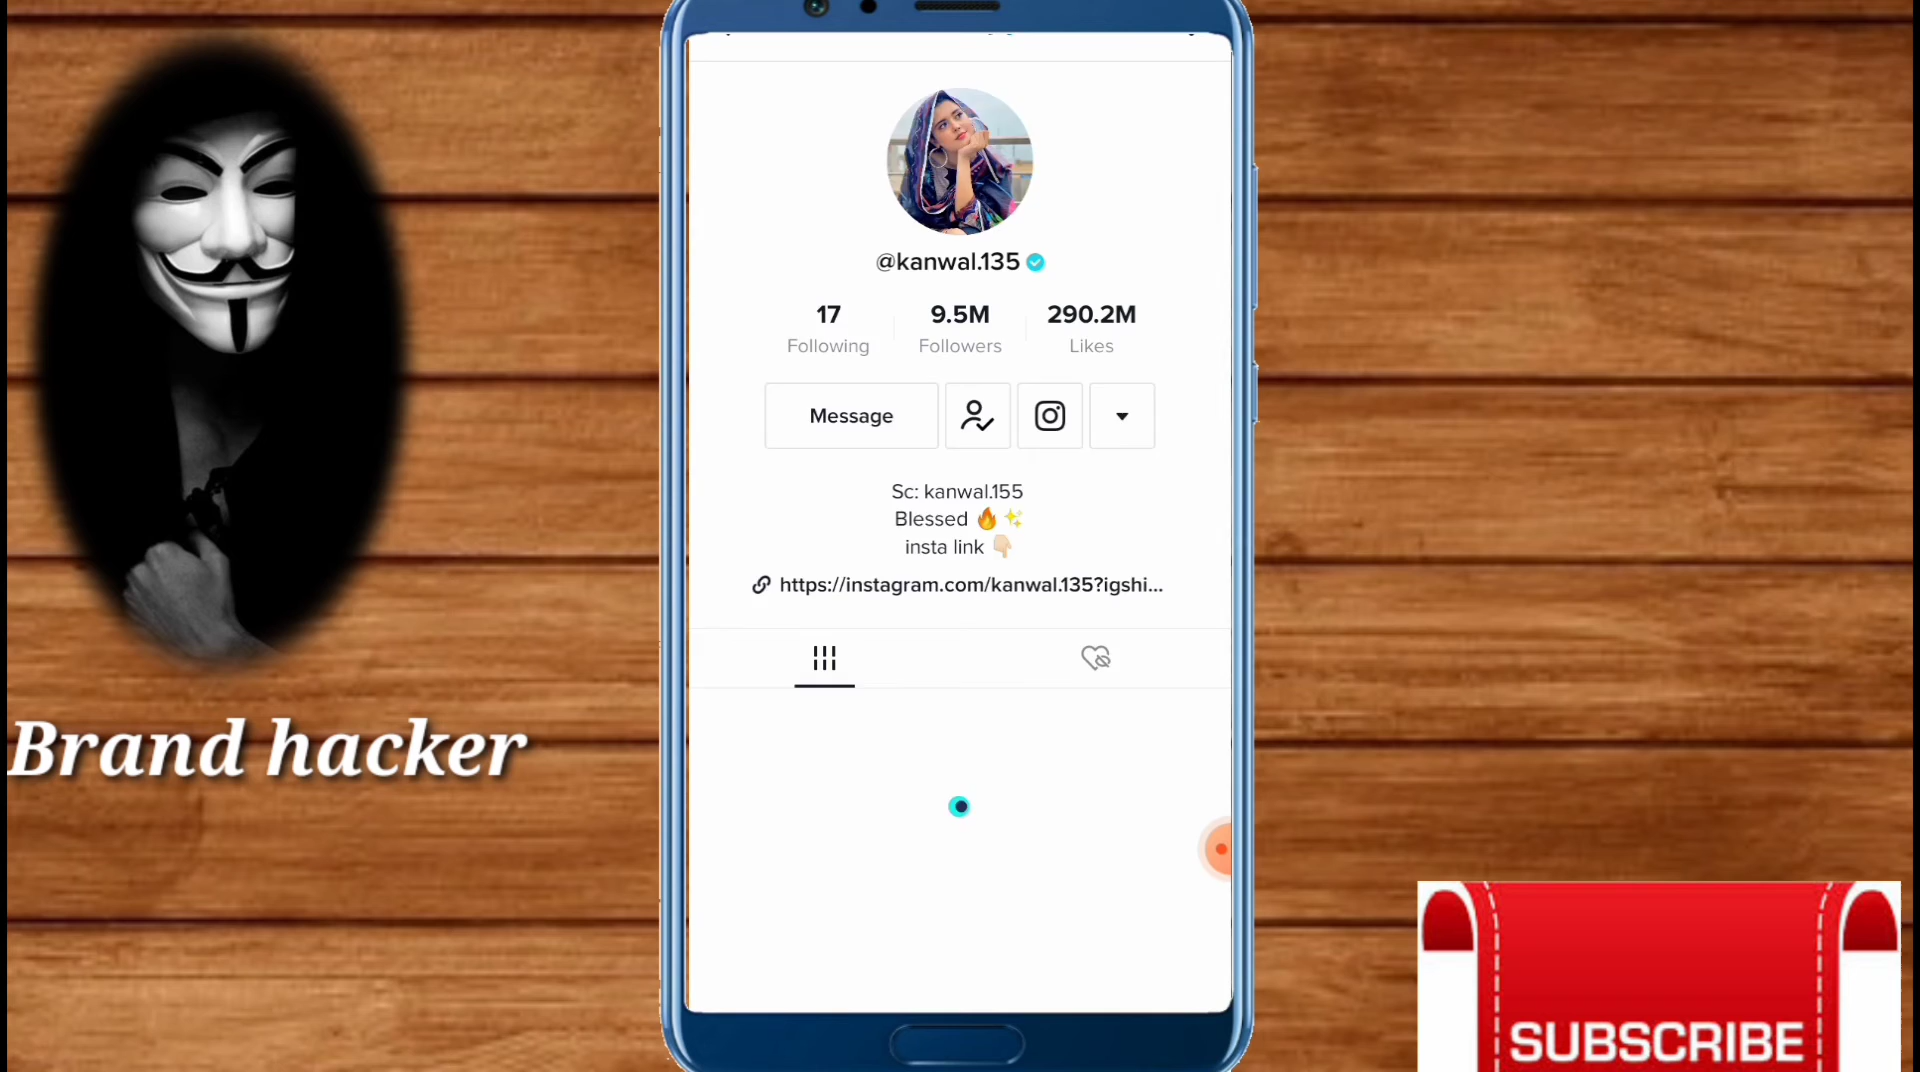 @kanwal.135
17 9.5M 290.2M
Following Followers Likes
Message
Sc: kanwal.155
Blessed 🔥✨
insta link 👇🏻
https://instagram.com/kanwal.135?igshi...
Brand hacker
SUBSCRIBE